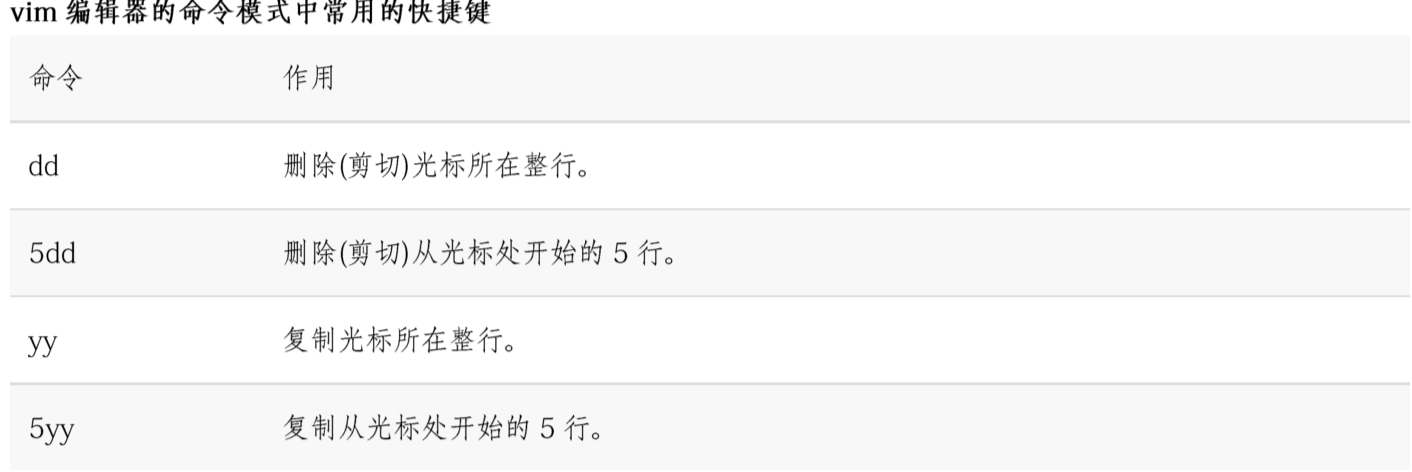 vim 编辑器的命令模式中常用的快捷键
命令 作用
dd 删除(剪切)光标所在整行。
5dd 删除(剪切)从光标处开始的 5 行。
yy 复制光标所在整行。
5yy 复制从光标处开始的 5 行。